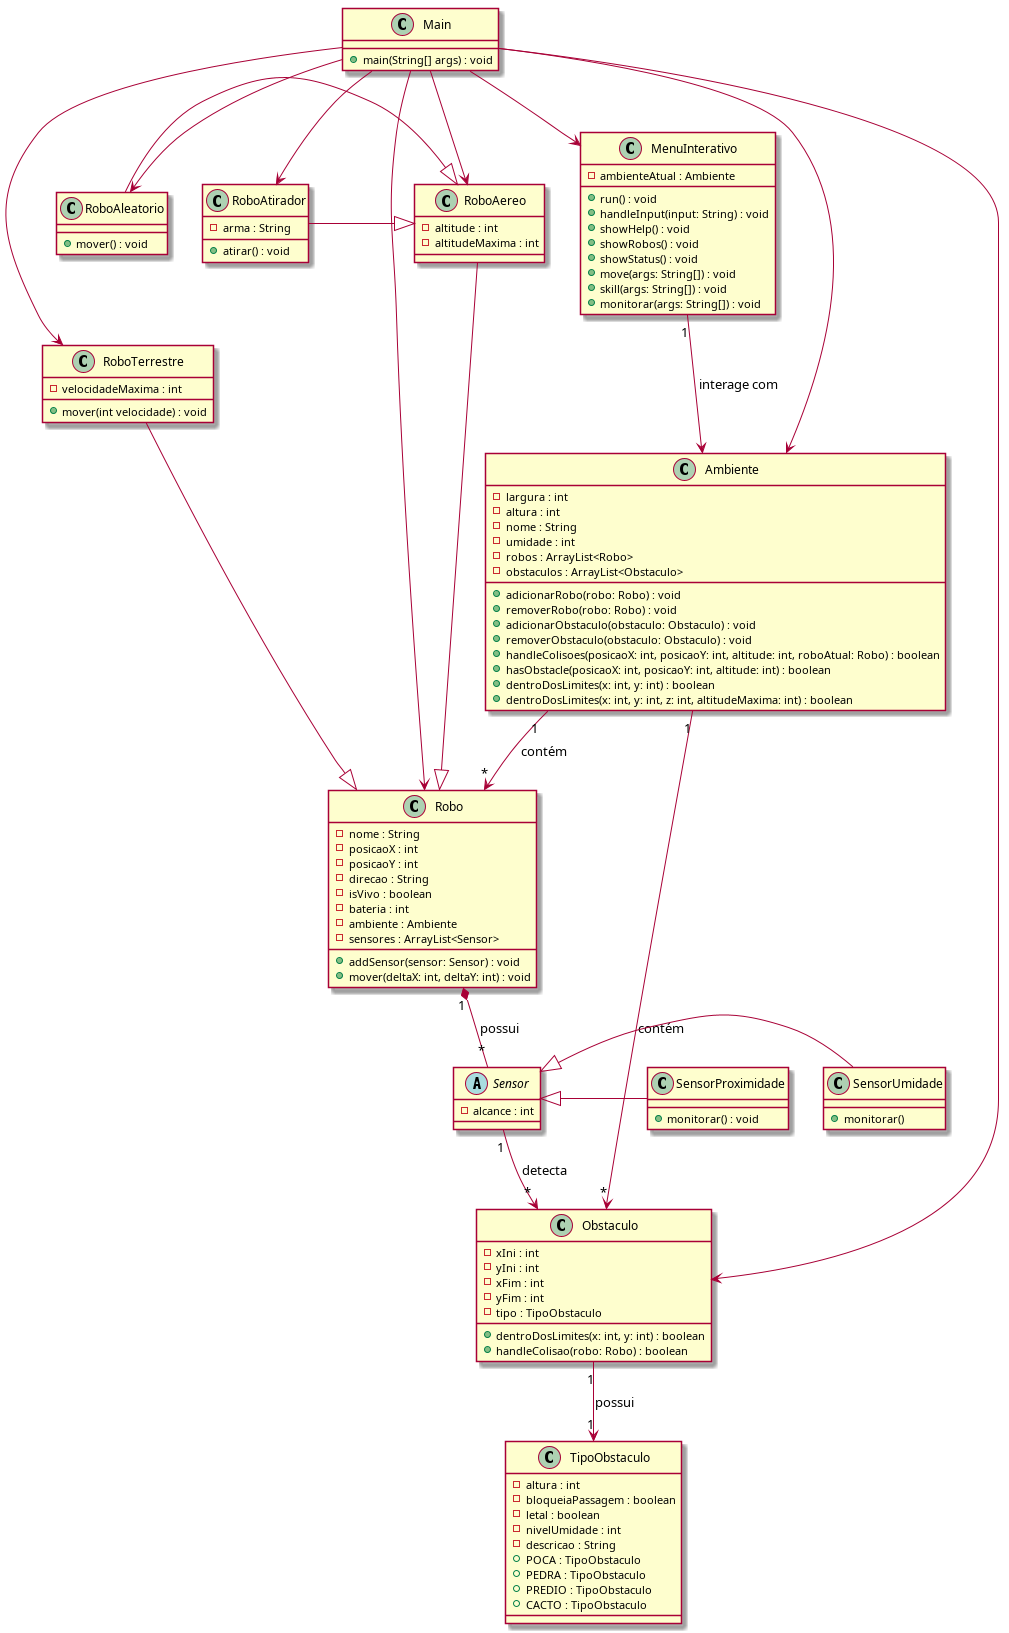 C Main
main(String[] args) : void
C RoboAleatorio
mover() : void
C RoboAtirador
arma : String
atirar() : void
C RoboAereo
altitude : int
altitudeMaxima : int
C MenuInterativo
ambienteAtual : Ambiente
run() : void
handleInput(input: String) : void
showHelp() : void
showRobos() : void
showStatus() : void
move(args: String[]) : void
skill(args: String[]) : void
monitorar(args: String[]) : void
C RoboTerrestre
velocidadeMaxima : int
mover(int velocidade) : void
1
interage com
C Ambiente
largura : int
altura : int
nome : String
umidade : int
robos : ArrayList<Robo>
obstaculos : ArrayList<Obstaculo>
adicionarRobo(robo: Robo) : void
removerRobo(robo: Robo) : void
adicionarObstaculo(obstaculo: Obstaculo) : void
removerObstaculo(obstaculo: Obstaculo) : void
handleColisoes(posicaoX: int, posicaoY: int, altitude: int, roboAtual: Robo) : boolean
hasObstacle(posicaoX: int, posicaoY: int, altitude: int) : boolean
dentroDosLimites(x: int, y: int) : boolean
dentroDosLimites(x: int, y: int, z: int, altitudeMaxima: int) : boolean
1
contém
*
1
C Robo
nome : String
posicaoX : int
posicaoY : int
direcao : String
isVivo : boolean
bateria : int
ambiente : Ambiente
sensores : ArrayList<Sensor>
addSensor(sensor: Sensor) : void
mover(deltaX: int, deltaY: int) : void
1
possui
*
contém
A Sensor
alcance : int
C SensorProximidade
monitorar() : void
C SensorUmidade
monitorar()
1
detecta
*
*
C Obstaculo
xIni : int
yIni : int
xFim : int
yFim : int
tipo : TipoObstaculo
dentroDosLimites(x: int, y: int) : boolean
handleColisao(robo: Robo) : boolean
1
possui
1
C TipoObstaculo
altura : int
bloqueiaPassagem : boolean
letal : boolean
nivelUmidade : int
descricao : String
POCA : TipoObstaculo
PEDRA : TipoObstaculo
PREDIO : TipoObstaculo
CACTO : TipoObstaculo